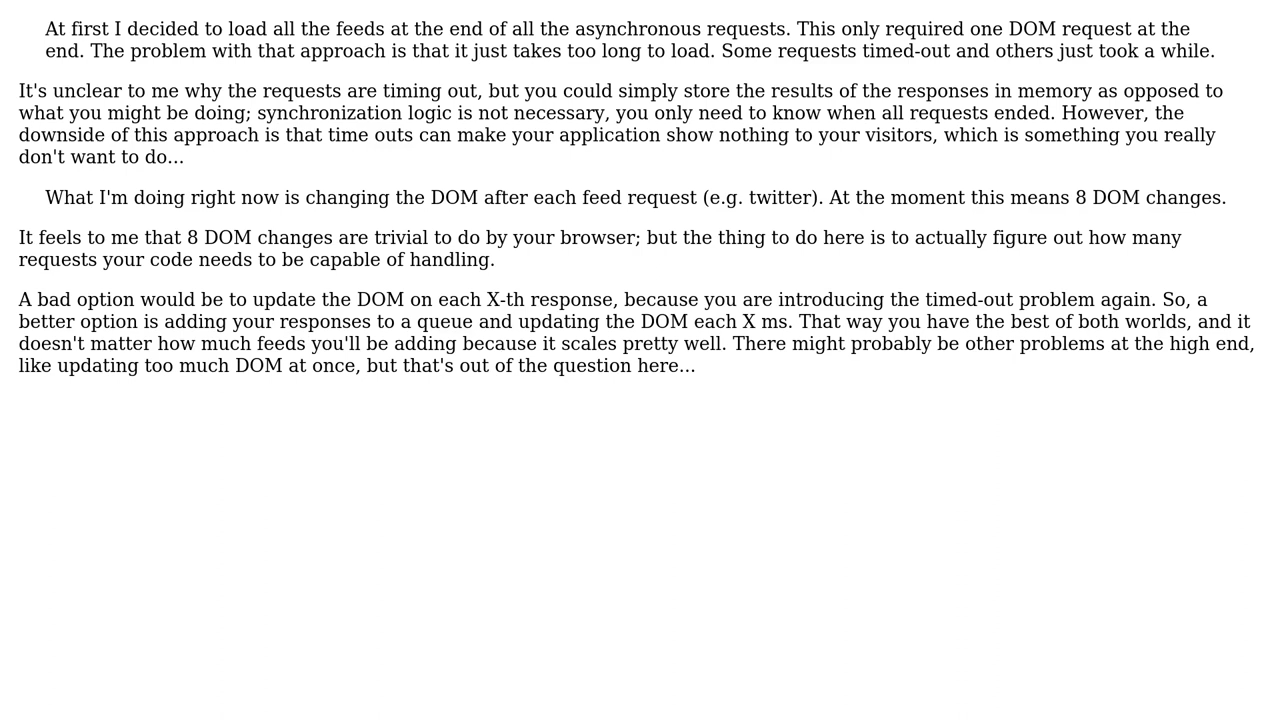 At first I decided to load all the feeds at the end of all the asynchronous requests. This only required one DOM request at the
end. The problem with that approach is that it just takes too long to load. Some requests timed-out and others just took a while.
It's unclear to me why the requests are timing out, but you could simply store the results of the responses in memory as opposed to
what you might be doing; synchronization logic is not necessary, you only need to know when all requests ended. However, the
downside of this approach is that time outs can make your application show nothing to your visitors, which is something you really
don't want to do...
What I'm doing right now is changing the DOM after each feed request (e.g. twitter). At the moment this means 8 DOM changes.
It feels to me that 8 DOM changes are trivial to do by your browser; but the thing to do here is to actually figure out how many
requests your code needs to be capable of handling.
A bad option would be to update the DOM on each X-th response, because you are introducing the timed-out problem again. So, a
better option is adding your responses to a queue and updating the DOM each X ms. That way you have the best of both worlds, and it
doesn't matter how much feeds you'll be adding because it scales pretty well. There might probably be other problems at the high end,
like updating too much DOM at once, but that's out of the question here...